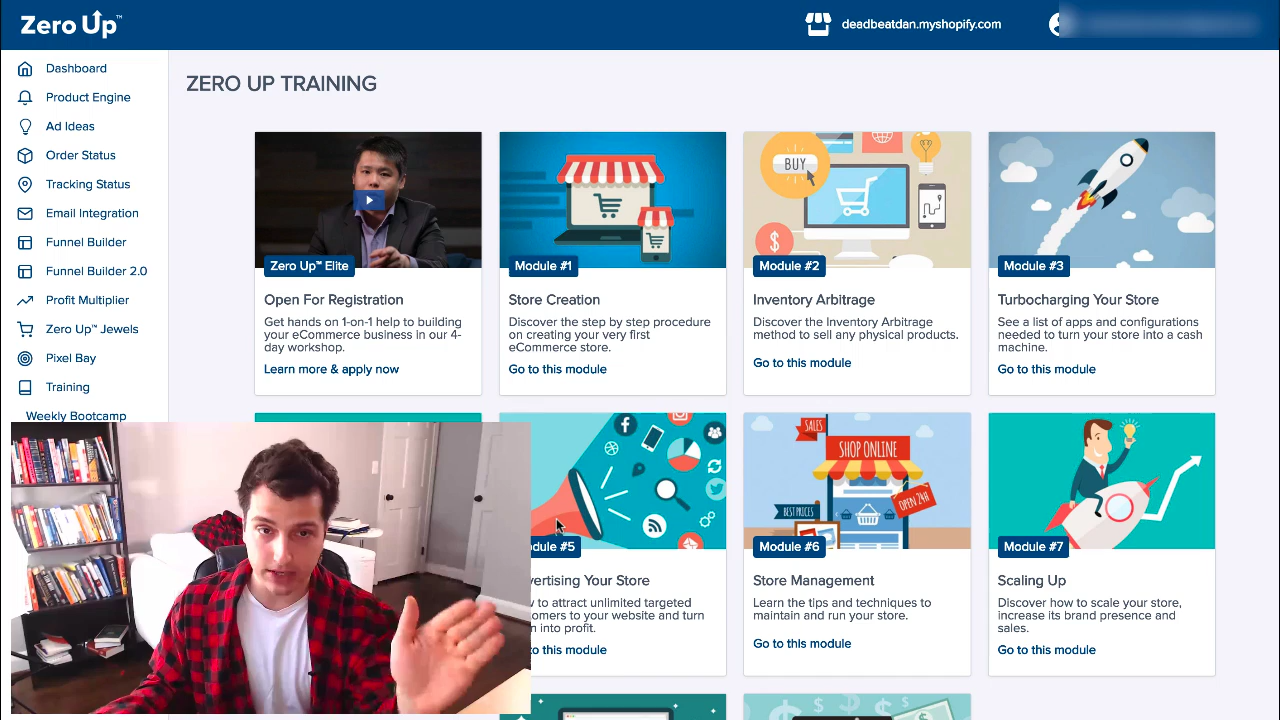 Zero Up™
deadbeatdan.myshopify.com
Dashboard
Product Engine
Ad Ideas
Order Status
Tracking Status
Email Integration
Funnel Builder
Funnel Builder 2.0
Profit Multiplier
Zero Up™ Jewels
Pixel Bay
Training
Weekly Bootcamp
ZERO UP TRAINING
Zero Up™ Elite
Open For Registration
Get hands on 1-on-1 help to building
your eCommerce business in our 4-
day workshop.
Learn more & apply now
Module #1
Store Creation
Discover the step by step procedure
on creating your very first
eCommerce store.
Go to this module
BUY
$
Module #2
Inventory Arbitrage
Discover the Inventory Arbitrage
method to sell any physical products.
Go to this module
Module #3
Turbocharging Your Store
See a list of apps and configurations
needed to turn your store into a cash
machine.
Go to this module
dule #5
vertising Your Store
to attract unlimited targeted
omers to your website and turn
into profit.
to this module
SALES
SHOP ONLINE
BEST PRICES
OPEN 24H
Module #6
Store Management
Learn the tips and techniques to
maintain and run your store.
Go to this module
Module #7
Scaling Up
Discover how to scale your store,
increase its brand presence and
sales.
Go to this module